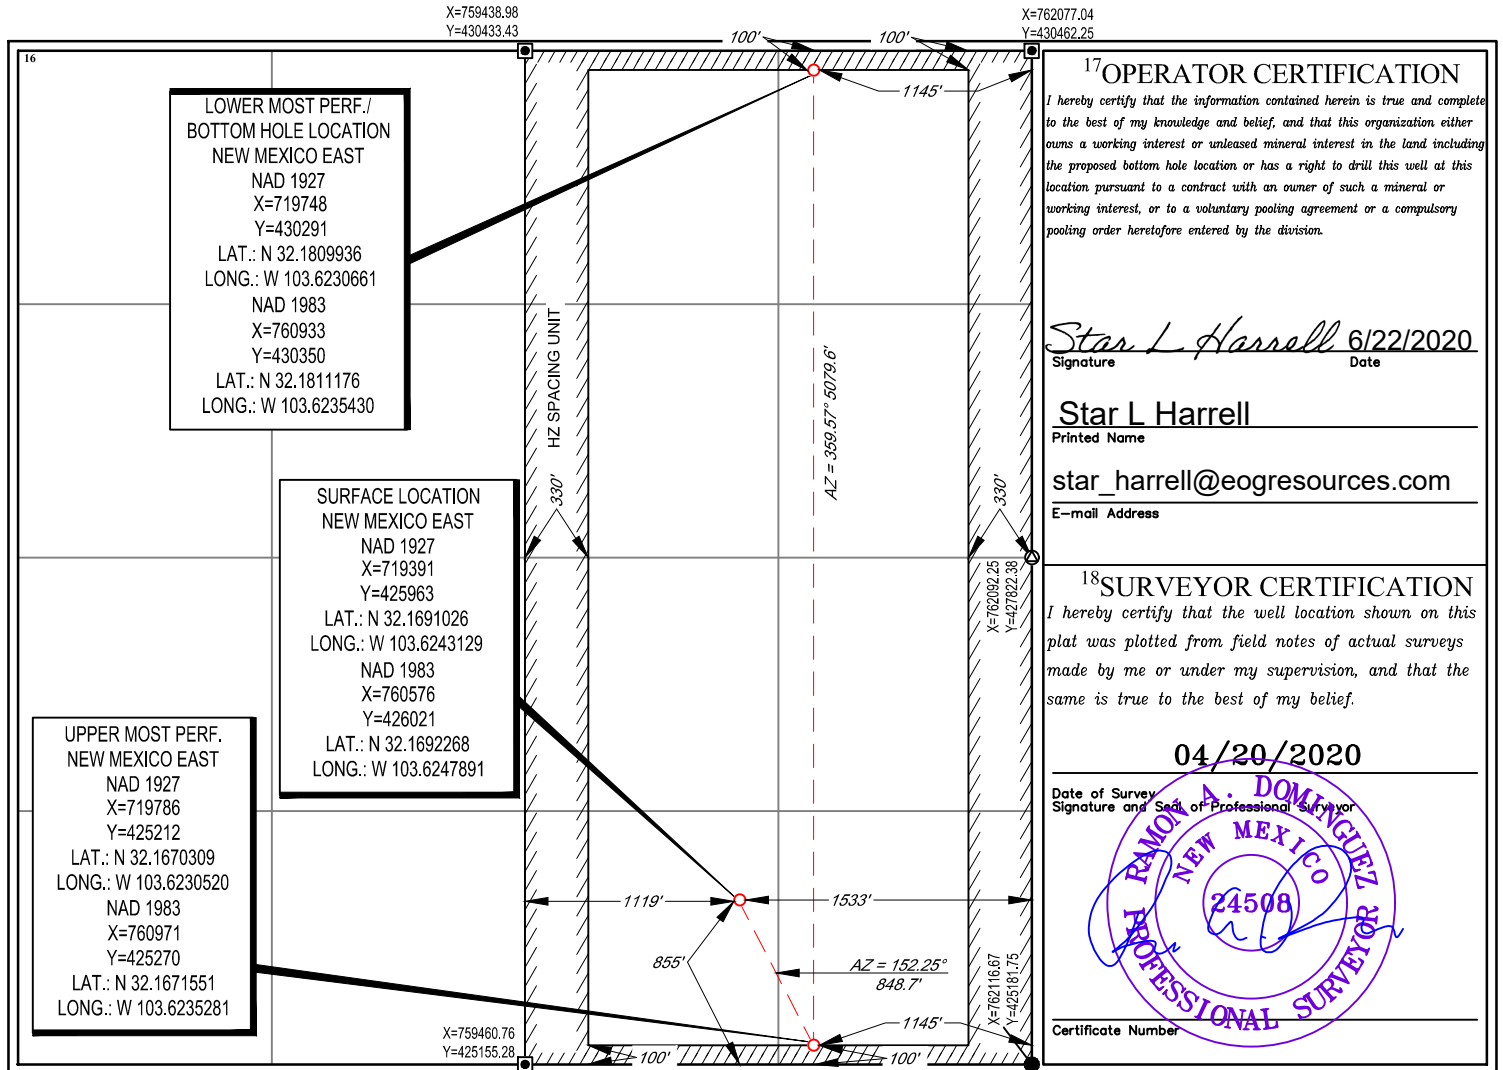 X=759438.98
Y=430433.43
X=762077.04
Y=430462.25
16
100'
100'
1145'
LOWER MOST PERF./
BOTTOM HOLE LOCATION
NEW MEXICO EAST
NAD 1927
X=719748
Y=430291
LAT.: N 32.1809936
LONG.: W 103.6230661
NAD 1983
X=760933
Y=430350
LAT.: N 32.1811176
LONG.: W 103.6235430
HZ SPACING UNIT
AZ = 359.57° 5079.6'
330'
330'
SURFACE LOCATION
NEW MEXICO EAST
NAD 1927
X=719391
Y=425963
LAT.: N 32.1691026
LONG.: W 103.6243129
NAD 1983
X=760576
Y=426021
LAT.: N 32.1692268
LONG.: W 103.6247891
X=762092.25
Y=427822.38
UPPER MOST PERF.
NEW MEXICO EAST
NAD 1927
X=719786
Y=425212
LAT.: N 32.1670309
LONG.: W 103.6230520
NAD 1983
X=760971
Y=425270
LAT.: N 32.1671551
LONG.: W 103.6235281
1119'
1533'
855'
AZ = 152.25°
848.7'
X=762116.67
Y=425181.75
1145'
X=759460.76
Y=425155.28
100'
100'
17 OPERATOR CERTIFICATION
I hereby certify that the information contained herein is true and complete
to the best of my knowledge and belief, and that this organization either
owns a working interest or unleased mineral interest in the land including
the proposed bottom hole location or has a right to drill this well at this
location pursuant to a contract with an owner of such a mineral or
working interest, or to a voluntary pooling agreement or a compulsory
pooling order heretofore entered by the division.
Star L Harrell 6/22/2020
Signature Date
Star L Harrell
Printed Name
star_harrell@eogresources.com
E-mail Address
18 SURVEYOR CERTIFICATION
I hereby certify that the well location shown on this
plat was plotted from field notes of actual surveys
made by me or under my supervision, and that the
same is true to the best of my belief.
04/20/2020
Date of Survey
Signature and Seal of Professional Surveyor
RAMON A. DOMINGUEZ
NEW MEXICO
24508
PROFESSIONAL SURVEYOR
Certificate Number